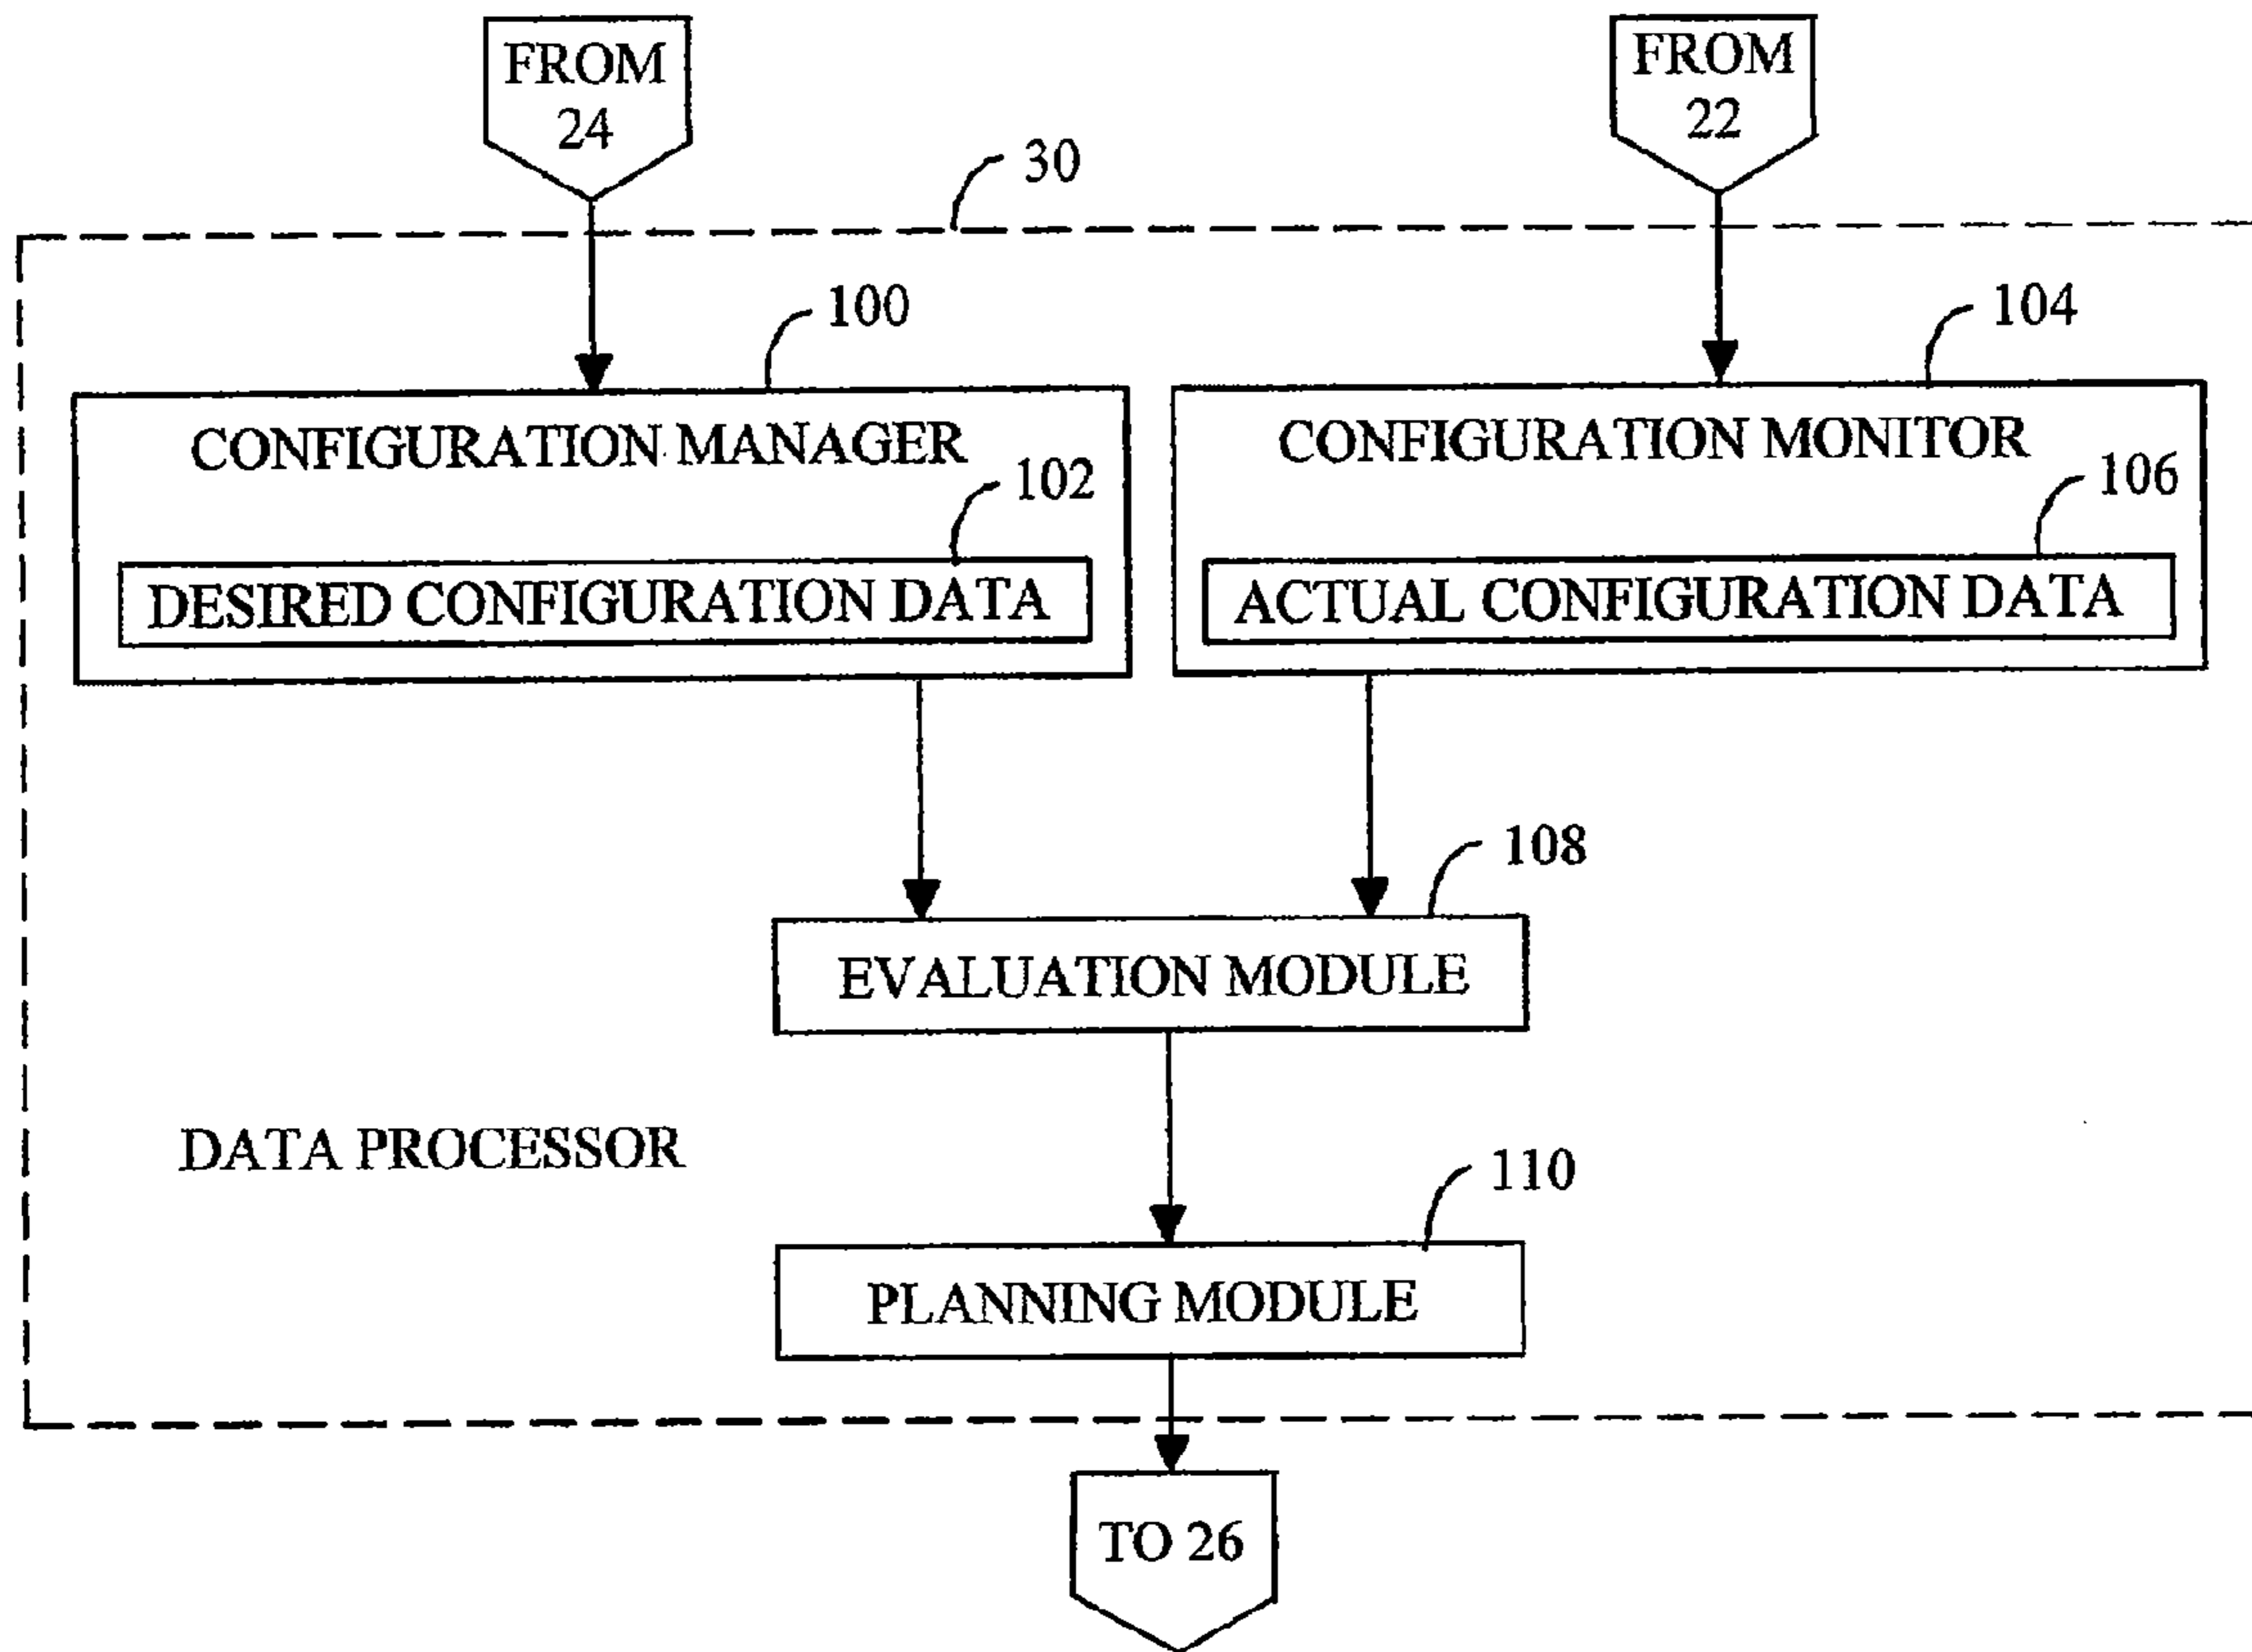 FROM
24
FROM
22
30
100
104
CONFIGURATION MANAGER
CONFIGURATION MONITOR
102
106
DESIRED CONFIGURATION DATA
ACTUAL CONFIGURATION DATA
108
EVALUATION MODULE
DATA PROCESSOR
110
PLANNING MODULE
TO 26